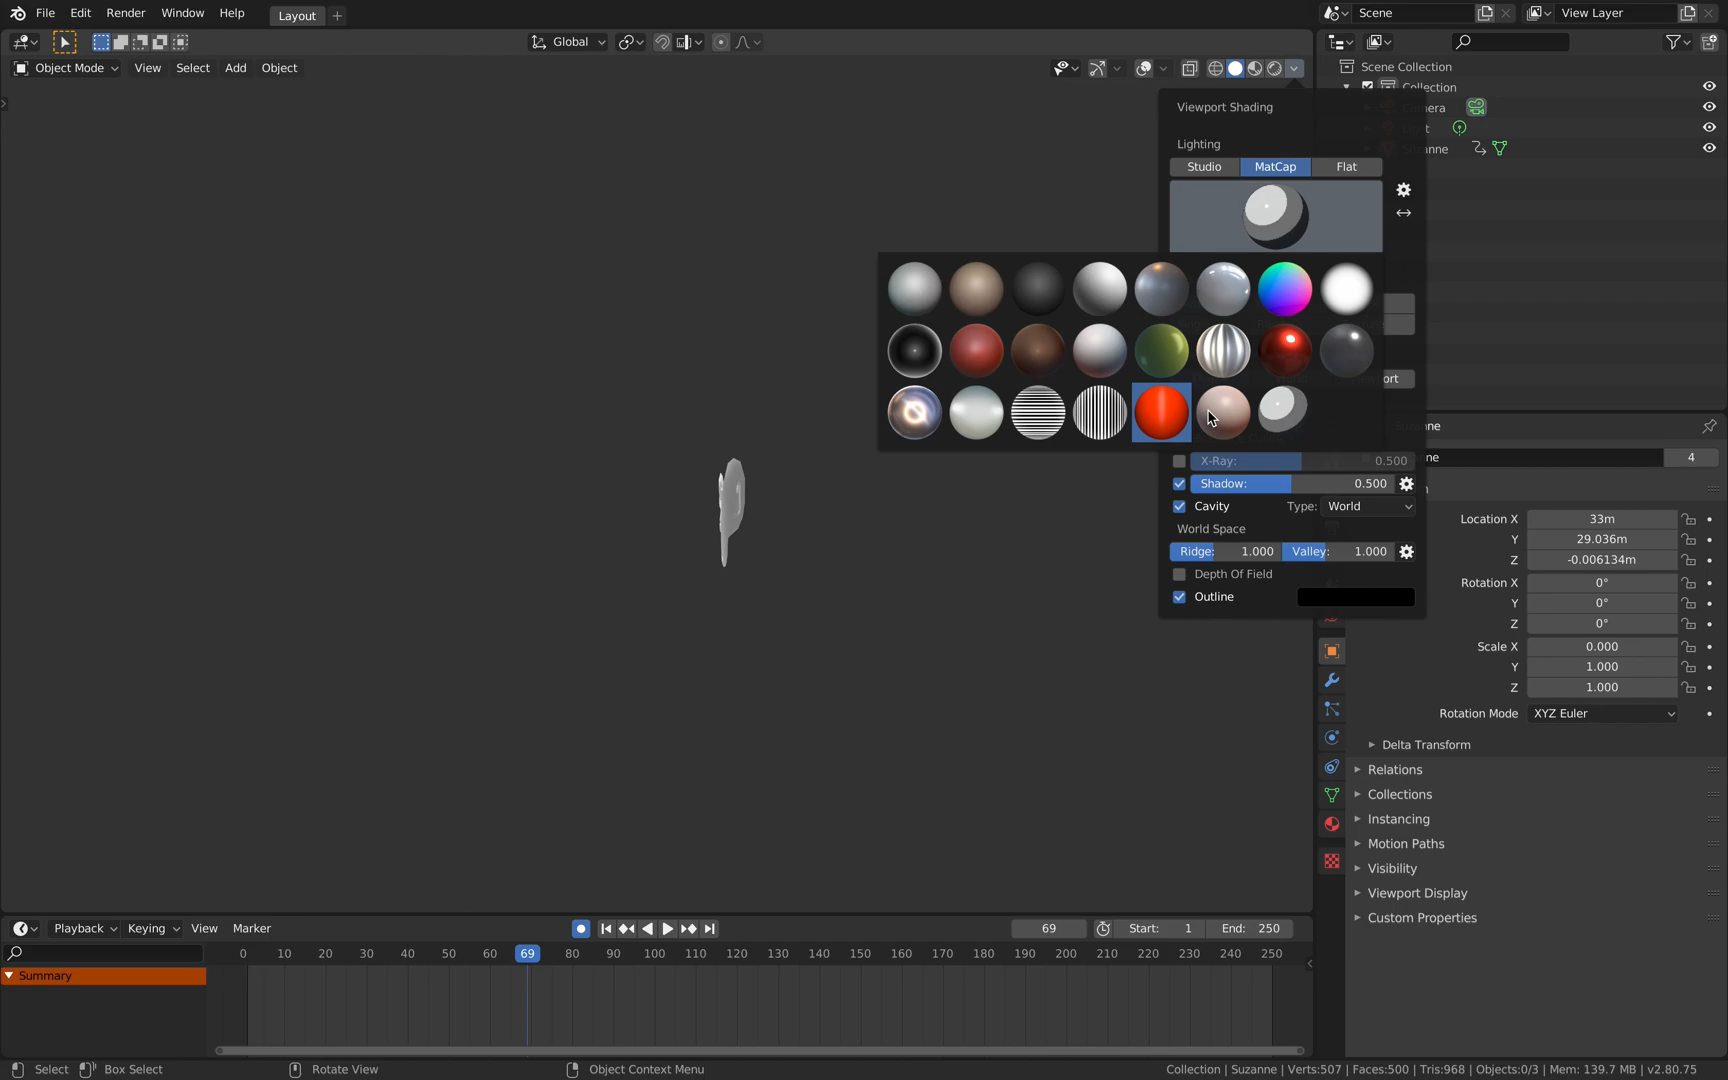 File Edit Render Window Help Layout Scene View Layer
Global
Object Mode View Select Add Object
Scene Collection
Collection
Viewport Shading
Lighting
Studio MatCap Flat
X-Ray: 0.500
Shadow: 0.500
Cavity Type: World
World Space
Ridge: 1.000 Valley: 1.000
Depth Of Field
Outline
4
Location X 33m
Y 29.036m
Z -0.006134m
Rotation X 0°
Y 0°
Z 0°
Scale X 0.000
Y 1.000
Z 1.000
Rotation Mode XYZ Euler
Delta Transform
Relations
Collections
Instancing
Motion Paths
Visibility
Viewport Display
Custom Properties
Playback Keying View Marker 69 Start: 1 End: 250
0 10 20 30 40 50 60 69 80 90 100 110 120 130 140 150 160 170 180 190 200 210 220 230 240 250
Summary
Select Box Select Rotate View Object Context Menu Collection | Suzanne | Verts:507 | Faces:500 | Tris:968 | Objects:0/3 | Mem: 139.7 MB | v2.80.75